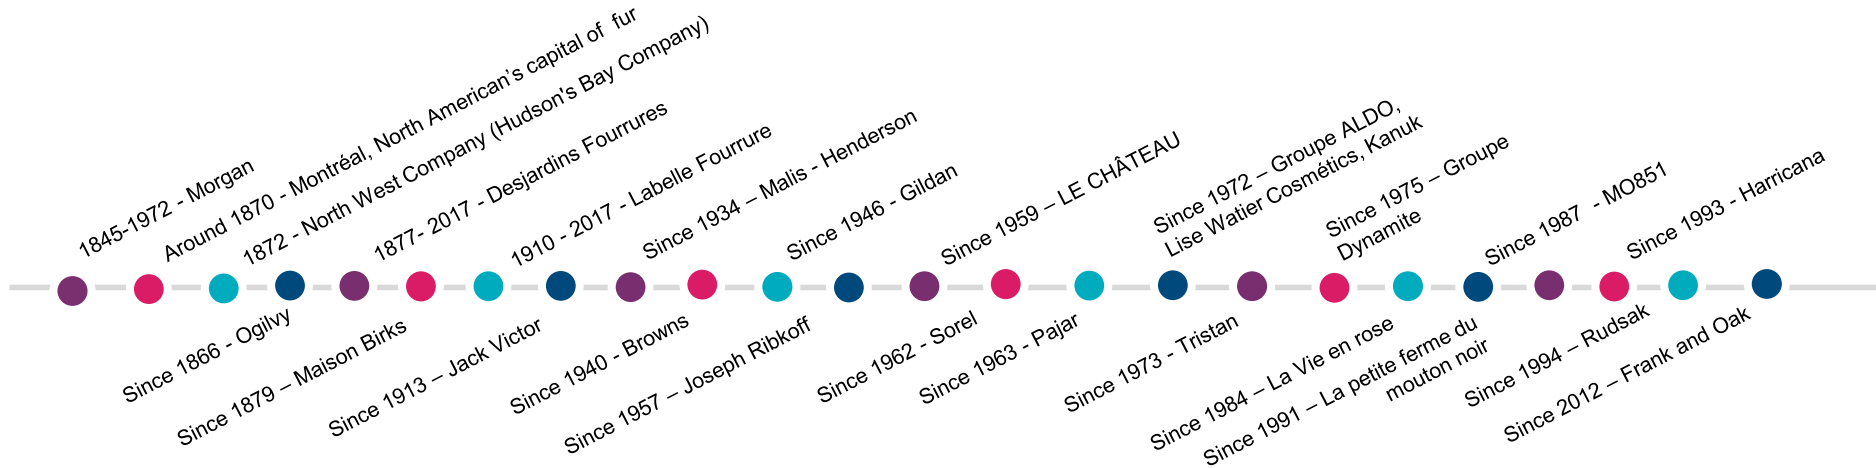 1845-1972 - Morgan
Around 1870 - Montréal, North American's capital of  fur
1872 - North West Company (Hudson's Bay Company)
1877- 2017 - Desjardins Fourrures
1910 - 2017 - Labelle Fourrure
Since 1934 – Malis - Henderson
Since 1946 - Gildan
Since 1959 – LE CHÂTEAU
Since 1972 – Groupe ALDO,
Lise Watier Cosmétics, Kanuk
Since 1975 – Groupe
Dynamite
Since 1987  - MO851
Since 1993 - Harricana
Since 1866 - Ogilvy
Since 1879 – Maison Birks
Since 1913 – Jack Victor
Since 1940 - Browns
Since 1957 – Joseph Ribkoff
Since 1962 - Sorel
Since 1963 - Pajar
Since 1973 - Tristan
Since 1984 – La Vie en rose
Since 1991 – La petite ferme du
mouton noir
Since 1994 – Rudsak
Since 2012 – Frank and Oak